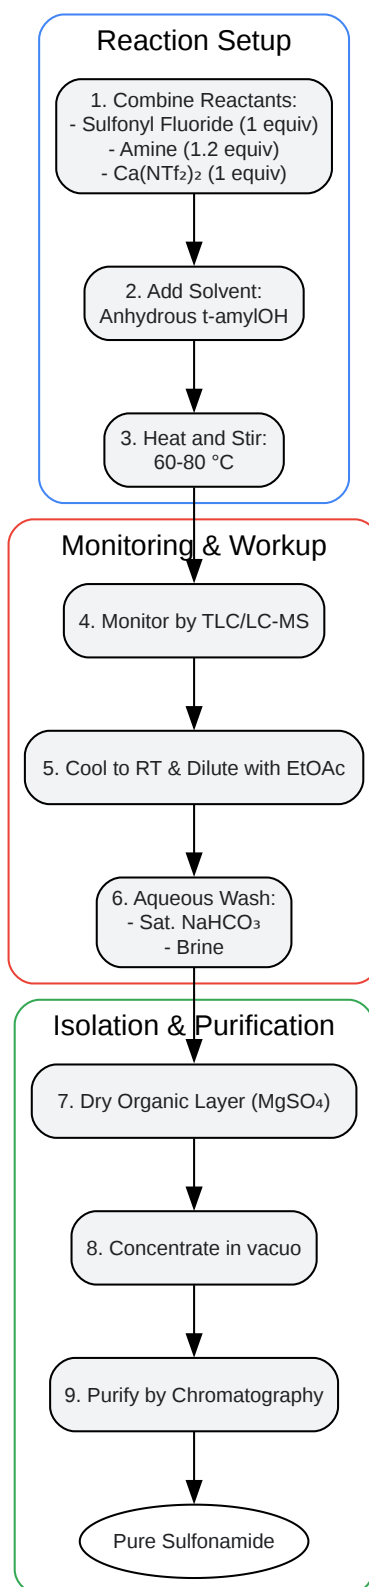 Reaction Setup
1. Combine Reactants:
- Sulfonyl Fluoride (1 equiv)
- Amine (1.2 equiv)
- Ca(NTf₂)₂ (1 equiv)
2. Add Solvent:
Anhydrous t-amylOH
3. Heat and Stir:
60-80 °C
Monitoring & Workup
4. Monitor by TLC/LC-MS
5. Cool to RT & Dilute with EtOAc
6. Aqueous Wash:
- Sat. NaHCO₃
- Brine
Isolation & Purification
7. Dry Organic Layer (MgSO₄)
8. Concentrate in vacuo
9. Purify by Chromatography
Pure Sulfonamide